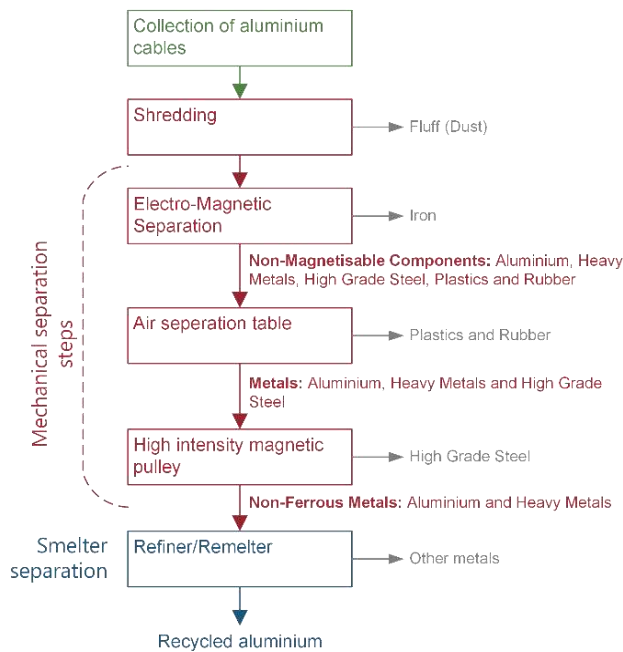 Collection of aluminium
cables
Shredding
Fluff (Dust)
Electro-Magnetic
Separation
Iron
Non-Magnetisable Components: Aluminium, Heavy
Metals, High Grade Steel, Plastics and Rubber
Air seperation table
Plastics and Rubber
Mechanical separation
steps
Metals: Aluminium, Heavy Metals and High Grade
Steel
High intensity magnetic
pulley
High Grade Steel
Non-Ferrous Metals: Aluminium and Heavy Metals
Smelter
separation
Refiner/Remelter
Other metals
Recycled aluminium